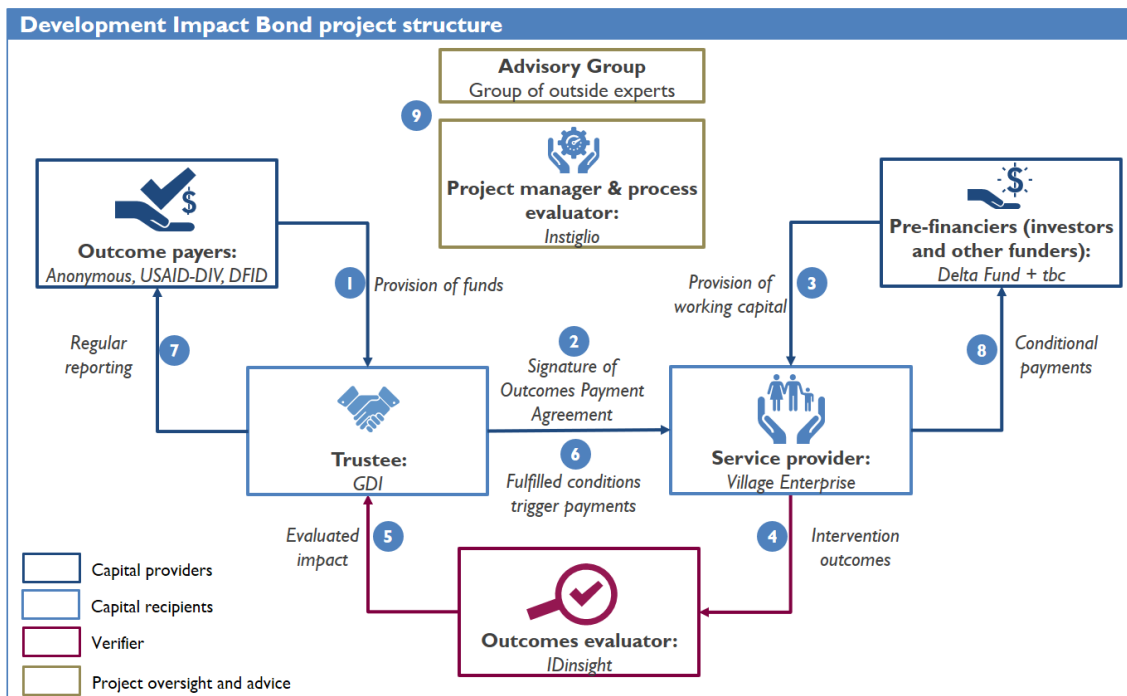 Development Impact Bond project structure
Advisory Group
Group of outside experts
9
Project manager & process
evaluator:
Instiglio
$
Outcome payers:
Anonymous, USAID-DIV, DFID
$
Pre-financiers (investors
and other funders):
Delta Fund + tbc
1
Provision of funds
Provision of
working capital
3
7
Regular
reporting
2
Signature of
Outcomes Payment
Agreement
8
Conditional
payments
Trustee:
GDI
6
Fulfilled conditions
trigger payments
Service provider:
Village Enterprise
Evaluated
impact
5
4
Intervention
outcomes
Outcomes evaluator:
IDinsight
Capital providers
Capital recipients
Verifier
Project oversight and advice